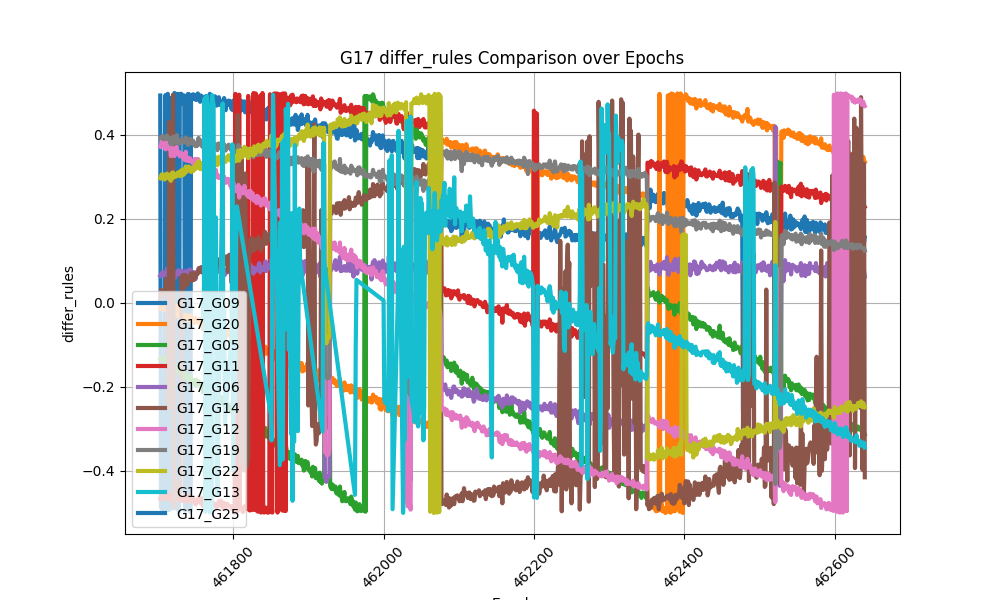 G17 differ_rules Comparison over Epochs
differ_rules
0.4
0.2
0.0
−0.2
−0.4
G17_G09
G17_G20
G17_G05
G17_G11
G17_G06
G17_G14
G17_G12
G17_G19
G17_G22
G17_G13
G17_G25
461800
462000
462200
462400
462600